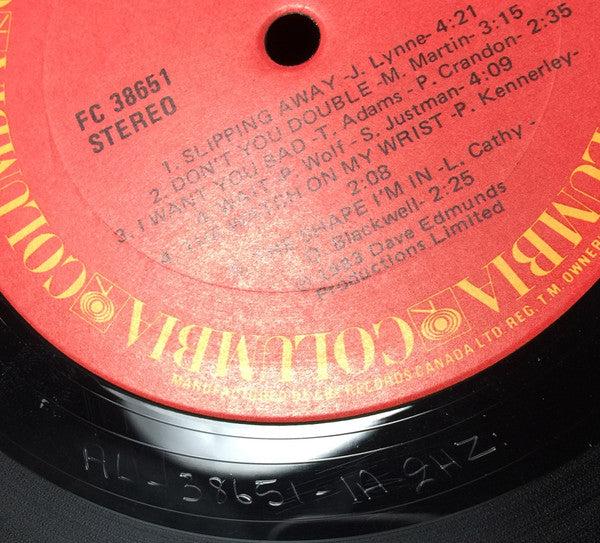 FC 38651
STEREO
1. SLIPPING AWAY -J. Lynne- 4:21
2. DON'T YOU DOUBLE -M. Martin- 3:15
3. I WANT YOU BAD -T. Adams - P. Crandon- 2:35
4. WAIT -P. Wolf - S. Justman- 4:09
WATCH ON MY WRIST -P. Kennerley-
2:08
THE SHAPE I'M IN -L. Cathy -
Blackwell- 2:25
Dave Edmunds
Productions Limited
COLUMBIA
COLUMBIA
COLUMBIA
MANUFACTURED BY CBS RECORDS CANADA LTD REG. T.M. OWNER
AL-38651-1A